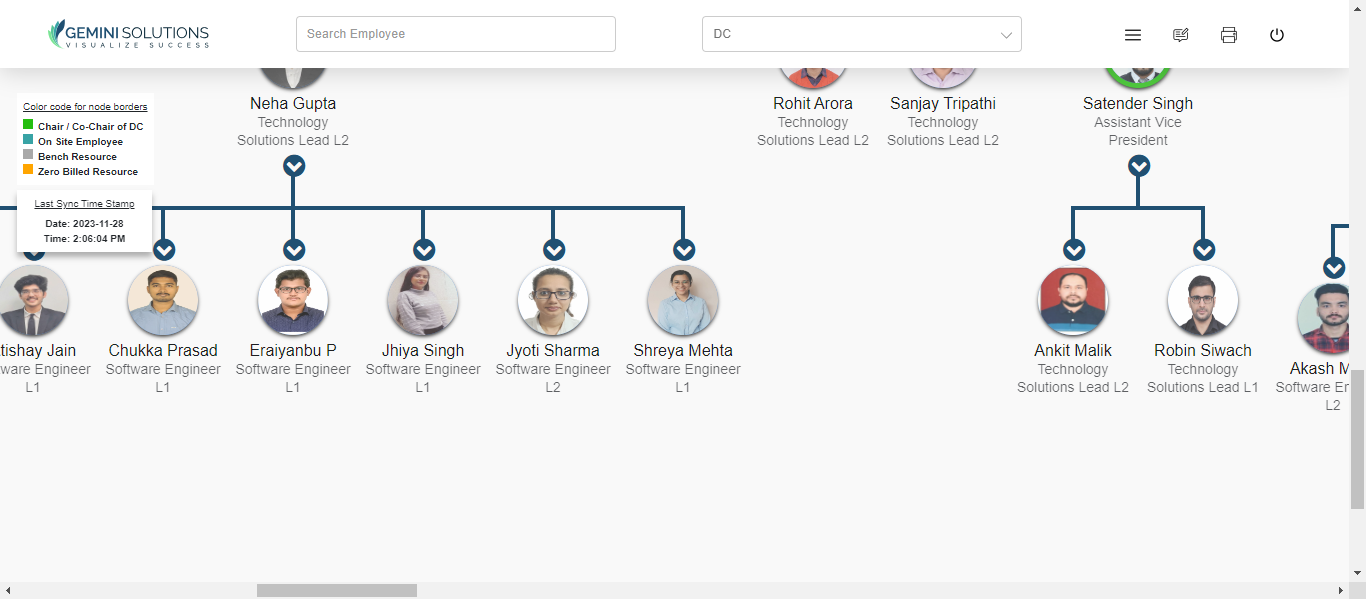 GEMINI SOLUTIONS
VISUALIZE SUCCESS
Search Employee
DC
Color code for node borders
Chair / Co-Chair of DC
On Site Employee
Bench Resource
Zero Billed Resource
Last Sync Time Stamp
Date: 2023-11-28
Time: 2:06:04 PM
Neha Gupta
Technology
Solutions Lead L2
Rohit Arora
Technology
Solutions Lead L2
Sanjay Tripathi
Technology
Solutions Lead L2
Satender Singh
Assistant Vice
President
tishay Jain
ware Engineer
L1
Chukka Prasad
Software Engineer
L1
Eraiyanbu P
Software Engineer
L1
Jhiya Singh
Software Engineer
L1
Jyoti Sharma
Software Engineer
L2
Shreya Mehta
Software Engineer
L1
Ankit Malik
Technology
Solutions Lead L2
Robin Siwach
Technology
Solutions Lead L1
Akash M
Software Er
L2